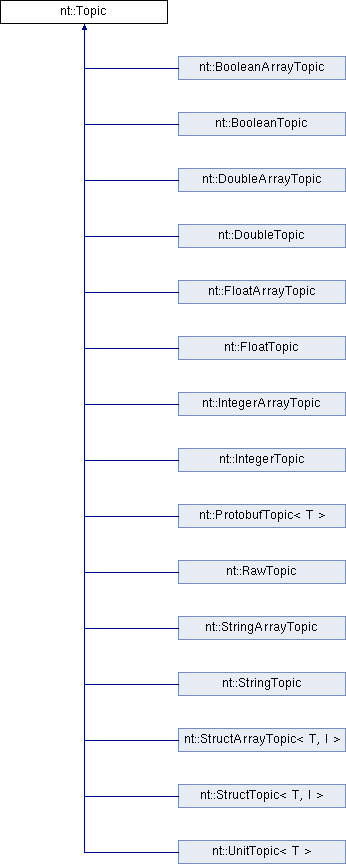 nt::Topic
nt::BooleanArrayTopic
nt::BooleanTopic
nt::DoubleArrayTopic
nt::DoubleTopic
nt::FloatArrayTopic
nt::FloatTopic
nt::IntegerArrayTopic
nt::IntegerTopic
nt::ProtobufTopic< T >
nt::RawTopic
nt::StringArrayTopic
nt::StringTopic
nt::StructArrayTopic< T, I >
nt::StructTopic< T, I >
nt::UnitTopic< T >